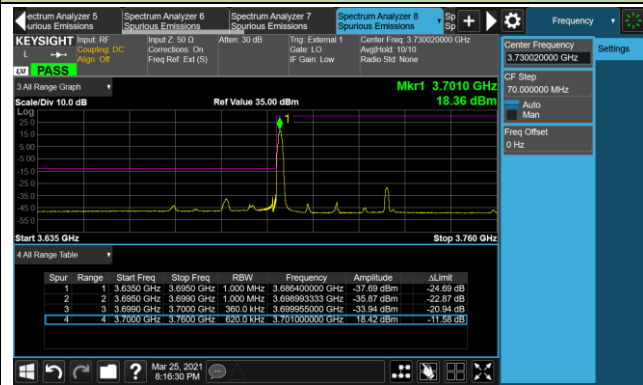 ectrum Analyzer 5
urious Emissions
Spectrum Analyzer 6
Spurious Emissions
Spectrum Analyzer 7
Spurious Emissions
Spectrum Analyzer 8
Spurious Emissions
Sp
Sp
Frequency
KEYSIGHT
L
LXI
PASS
Input: RF
Coupling: DC
Align: Off
Input Z: 50 Ω
Corrections: On
Freq Ref: Ext (S)
Atten: 30 dB
Trig: External 1
Gate: LO
IF Gain: Low
Center Freq: 3.730020000 GHz
Avg|Hold: 10/10
Radio Std: None
Center Frequency
3.730020000 GHz
Settings
CF Step
70.000000 MHz
Auto
Man
Freq Offset
0 Hz
3 All Range Graph
Mkr1 3.7010 GHz
18.36 dBm
Scale/Div 10.0 dB
Ref Value 35.00 dBm
Log
25.0
15.0
5.00
-5.00
-15.0
-25.0
-35.0
-45.0
-55.0
1
Start 3.635 GHz
Stop 3.760 GHz
4 All Range Table
Spur Range Start Freq Stop Freq RBW Frequency Amplitude ΔLimit
1 1 3.6350 GHz 3.6950 GHz 1.000 MHz 3.686400000 GHz -37.69 dBm -24.69 dB
2 2 3.6950 GHz 3.6990 GHz 1.000 MHz 3.698993333 GHz -35.87 dBm -22.87 dB
3 3 3.6990 GHz 3.7000 GHz 360.0 kHz 3.699955000 GHz -33.94 dBm -20.94 dB
4 4 3.7000 GHz 3.7600 GHz 620.0 kHz 3.701000000 GHz 18.42 dBm -11.58 dB
?
Mar 25, 2021
8:16:30 PM